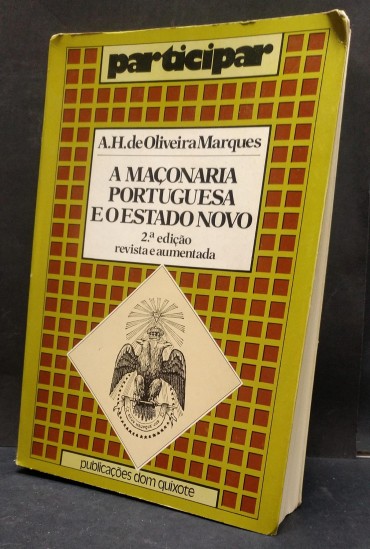 participar
A.H. de Oliveira Marques
A MAÇONARIA
PORTUGUESA
E O ESTADO NOVO
2.ª edição
revista e aumentada
publicações dom quixote